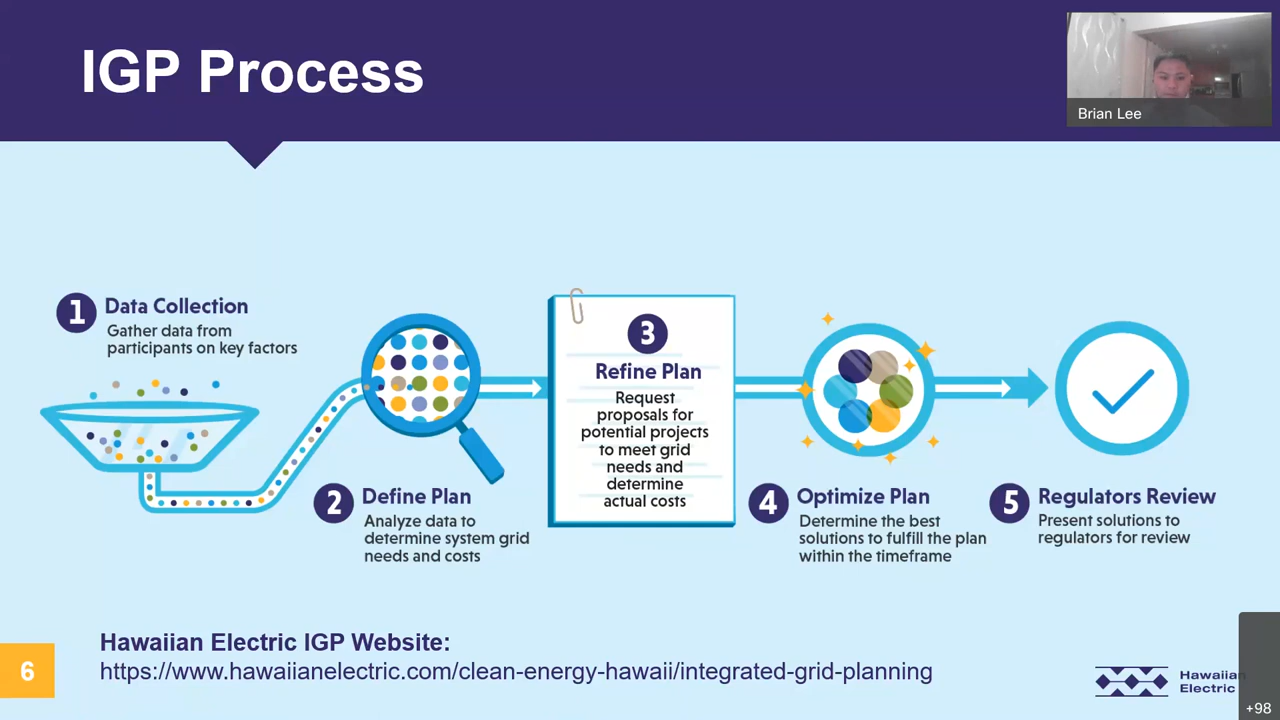 IGP Process
Brian Lee
1
Data Collection
Gather data from
participants on key factors
2
Define Plan
Analyze data to
determine system grid
needs and costs
3
Refine Plan
Request
proposals for
potential projects
to meet grid
needs and
determine
actual costs
4
Optimize Plan
Determine the best
solutions to fulfill the plan
within the timeframe
5
Regulators Review
Present solutions to
regulators for review
Hawaiian Electric IGP Website:
https://www.hawaiianelectric.com/clean-energy-hawaii/integrated-grid-planning
6
Hawaiian
Electric
+98